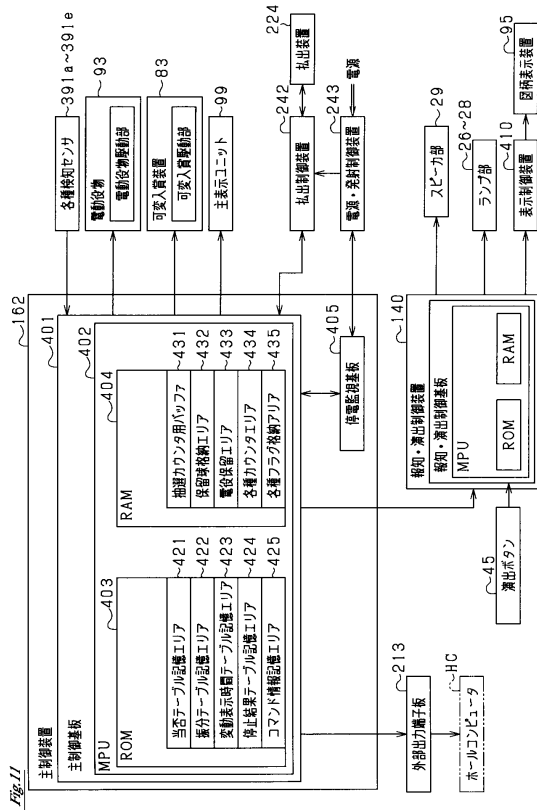 Fig.11
162
主制御装置
401
主制御基板
402
MPU
403
ROM
当否テーブル記憶エリア
421
振分テーブル記憶エリア
422
変動表示時間テーブル記憶エリア
423
停止結果テーブル記憶エリア
424
コマンド情報記憶エリア
425
404
RAM
抽選カウンタ用バッファ
431
保留球格納エリア
432
電役保留エリア
433
各種カウンタエリア
434
各種フラグ格納アリア
435
405
停電監視基板
各種検知センサ
391a~391e
93
電動役物
電動役物駆動部
83
可変入賞装置
可変入賞駆動部
主表示ユニット
99
242
払出制御装置
224
払出装置
243
電源・発射制御装置
電源
140
報知・演出制御装置
報知・演出制御基板
MPU
ROM
RAM
スピーカ部
29
ランプ部
26~28
表示制御装置
410
図柄表示装置
95
45
演出ボタン
213
外部出力端子板
HC
ホールコンピュータ